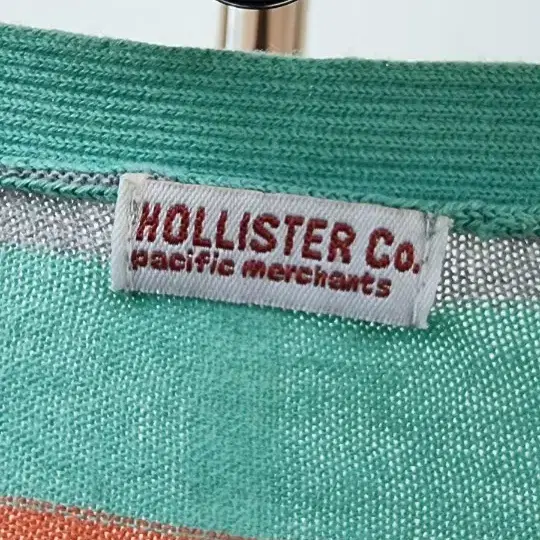 HOLLISTER Co.
pacific merchants